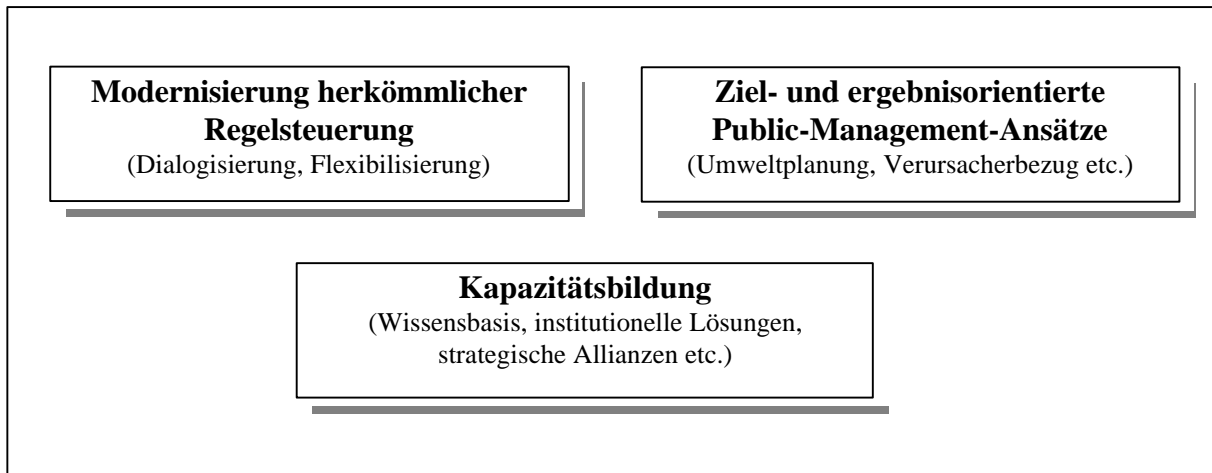 Modernisierung herkömmlicher
Regelsteuerung
(Dialogisierung, Flexibilisierung)
Ziel- und ergebnisorientierte
Public-Management-Ansätze
(Umweltplanung, Verursacherbezug etc.)
Kapazitätsbildung
(Wissensbasis, institutionelle Lösungen,
strategische Allianzen etc.)